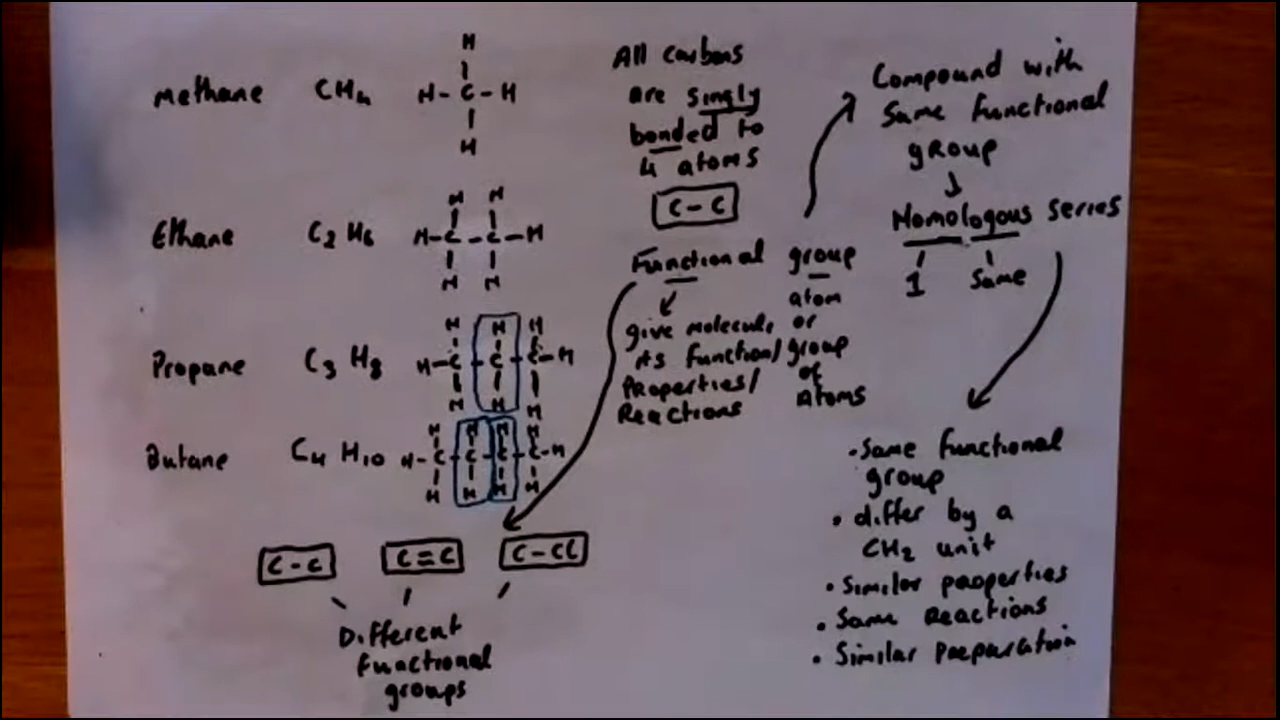 Methane CH4
H
H-C-H
H
Ethane C2H6
H H
H-C-C-H
H H
Propane C3H8
H H H
H-C-C-C-H
H H H
Butane C4H10
H H H H
H-C-C-C-C-H
H H H H
C-C C=C C-Cl
Different
functional
groups
All carbons
are singly
bonded to
4 atoms
C-C
Functional group
give molecule
its function/
Properties/
Reactions
atom
or
group
of
atoms
Compound with
Same functional
group
Homologous series
1 Same
• Same functional
group
• differ by a
CH2 unit
• Similar properties
• Same Reactions
• Similar preparation